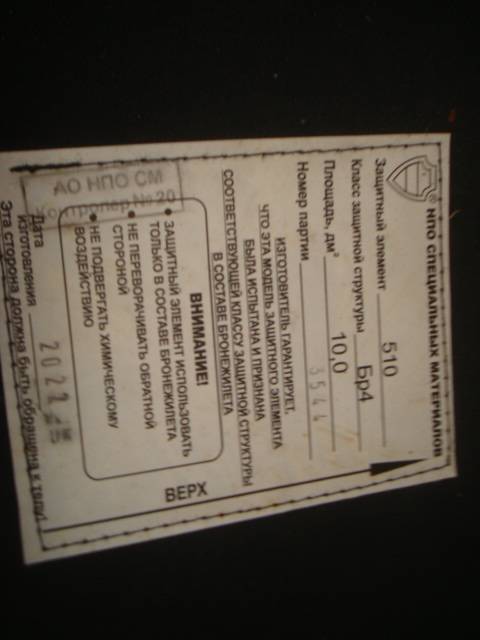 НПО СПЕЦИАЛЬНЫХ МАТЕРИАЛОВ
Защитный элемент 510
Класс защитной структуры Бр4
Площадь, дм² 10,0
Номер партии 3544
ИЗГОТОВИТЕЛЬ ГАРАНТИРУЕТ,
ЧТО ЭТА МОДЕЛЬ ЗАЩИТНОГО ЭЛЕМЕНТА
БЫЛА ИСПЫТАНА И ПРИЗНАНА
СООТВЕТСТВУЮЩЕЙ КЛАССУ ЗАЩИТНОЙ СТРУКТУРЫ
В СОСТАВЕ БРОНЕЖИЛЕТА
ВНИМАНИЕ!
• ЗАЩИТНЫЙ ЭЛЕМЕНТ ИСПОЛЬЗОВАТЬ
ТОЛЬКО В СОСТАВЕ БРОНЕЖИЛЕТА
• НЕ ПЕРЕВОРАЧИВАТЬ ОБРАТНОЙ
СТОРОНОЙ
• НЕ ПОДВЕРГАТЬ ХИМИЧЕСКОМУ
ВОЗДЕЙСТВИЮ
ВЕРХ
АО НПО СМ
Контролер № 20
Дата
изготовления 2022
Эта сторона должна быть обращена к телу!